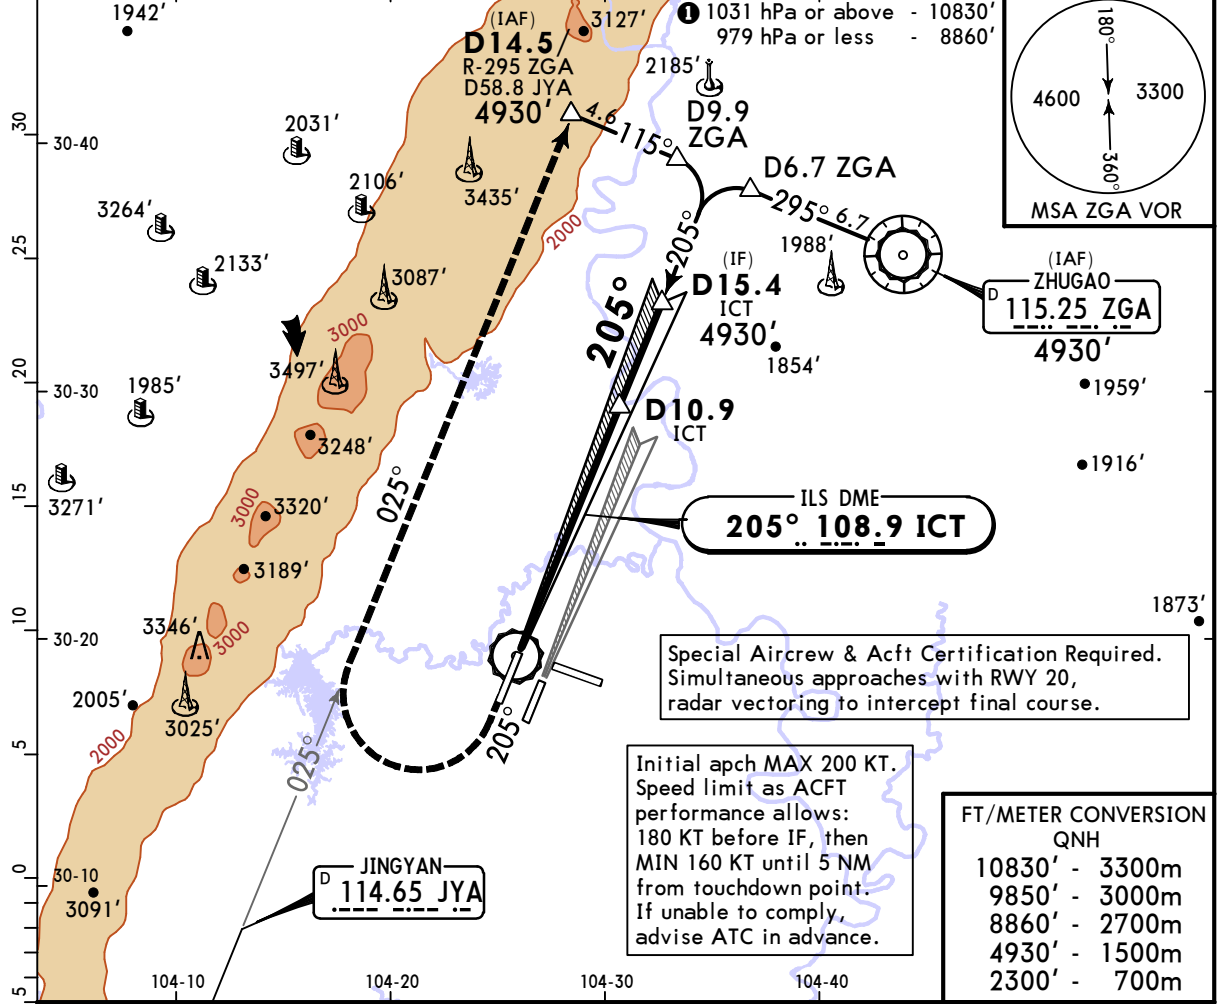 1942′
(IAF)
D14.5
R-295 ZGA
D58.8 JYA
4930′
3127′
1 1031 hPa or above - 10830′
979 hPa or less - 8860′
2185′
D9.9
ZGA
4.6
115°
D6.7 ZGA
295° 6.7
180°
4600
3300
360°
MSA ZGA VOR
30
30-40
2031′
2106′
3435′
3264′
2133′
2000
25
205°
1988′
(IAF)
ZHUGAO
D 115.25 ZGA
4930′
3087′
(IF)
D15.4
ICT
4930′
205°
3000
3497′
1854′
20
30-30
1985′
1959′
D10.9
ICT
3248′
1916′
3271′
15
3000
3320′
025°
ILS DME
205° 108.9 ICT
3189′
10
30-20
3346′
3000
1873′
Special Aircrew & Acft Certification Required.
Simultaneous approaches with RWY 20,
radar vectoring to intercept final course.
2005′
3025′
2000
5
025°
205°
Initial apch MAX 200 KT.
Speed limit as ACFT
performance allows:
180 KT before IF, then
MIN 160 KT until 5 NM
from touchdown point.
If unable to comply,
advise ATC in advance.
FT/METER CONVERSION
QNH
10830′ - 3300m
9850′ - 3000m
8860′ - 2700m
4930′ - 1500m
2300′ - 700m
0
30-10
3091′
JINGYAN
D 114.65 JYA
5
104-10
104-20
104-30
104-40